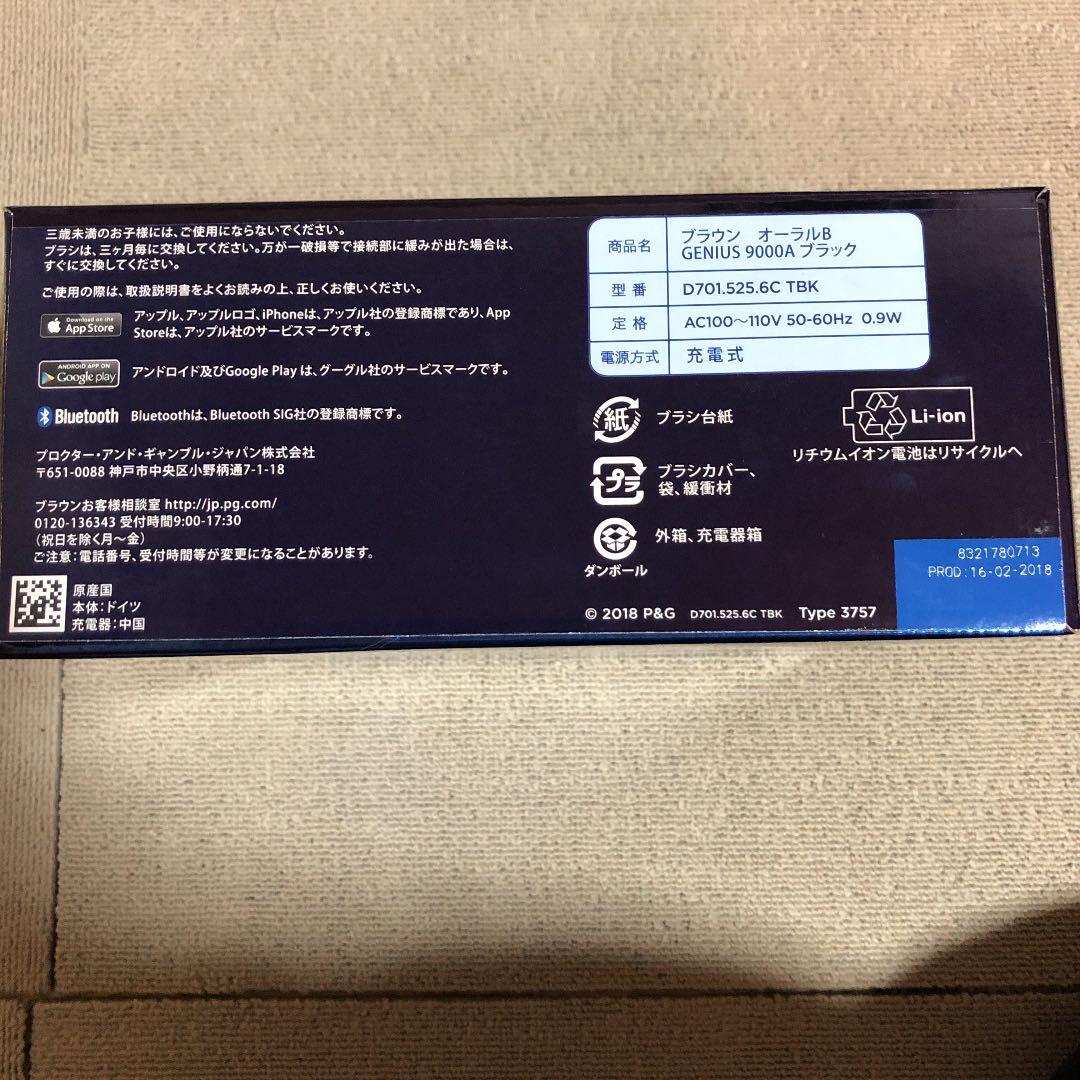 三歳未満のお子様には、ご使用にならないでください。
ブラシは、三ヶ月毎に交換してください。万が一破損等で接続部に緩みが出た場合は、
すぐに交換してください。
ご使用の際は、取扱説明書をよくお読みの上、正しくお使いください。
Download on the
App Store
アップル、アップルロゴ、iPhoneは、アップル社の登録商標であり、App
Storeは、アップル社のサービスマークです。
ANDROID APP ON
Google play
アンドロイド及びGoogle Play は、グーグル社のサービスマークです。
Bluetooth
Bluetoothは、Bluetooth SIG社の登録商標です。
プロクター・アンド・ギャンブル・ジャパン株式会社
〒651-0088 神戸市中央区小野柄通7-1-18
ブラウンお客様相談室 http://jp.pg.com/
0120-136343 受付時間9:00-17:30
(祝日を除く月～金)
ご注意：電話番号、受付時間等が変更になることがあります。
原産国
本体：ドイツ
充電器：中国
商品名
ブラウン オーラルB
GENIUS 9000A ブラック
型番 D701.525.6C TBK
定格 AC100～110V 50-60Hz 0.9W
電源方式 充電式
紙
ブラシ台紙
プラ
ブラシカバー、
袋、緩衝材
ダンボール
外箱、充電器箱
Li-ion
リチウムイオン電池はリサイクルへ
8321780713
PROD:16-02-2018
© 2018 P&G D701.525.6C TBK Type 3757